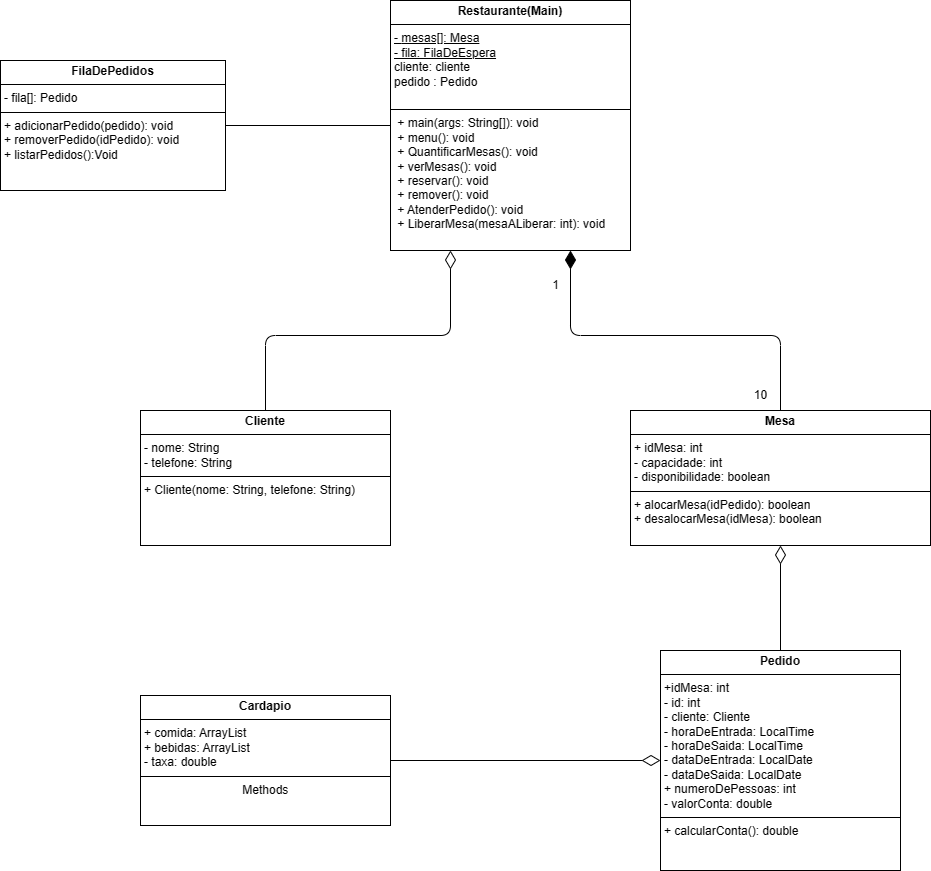 Restaurante(Main)
- mesas[]: Mesa
- fila: FilaDeEspera
cliente: cliente
pedido : Pedido
+ main(args: String[]): void
+ menu(): void
+ QuantificarMesas(): void
+ verMesas(): void
+ reservar(): void
+ remover(): void
+ AtenderPedido(): void
+ LiberarMesa(mesaALiberar: int): void
FilaDePedidos
- fila[]: Pedido
+ adicionarPedido(pedido): void
+ removerPedido(idPedido): void
+ listarPedidos():Void
1
10
Cliente
- nome: String
- telefone: String
+ Cliente(nome: String, telefone: String)
Mesa
+ idMesa: int
- capacidade: int
- disponibilidade: boolean
+ alocarMesa(idPedido): boolean
+ desalocarMesa(idMesa): boolean
Cardapio
+ comida: ArrayList
+ bebidas: ArrayList
- taxa: double
Methods
Pedido
+idMesa: int
- id: int
- cliente: Cliente
- horaDeEntrada: LocalTime
- horaDeSaida: LocalTime
- dataDeEntrada: LocalDate
- dataDeSaida: LocalDate
+ numeroDePessoas: int
- valorConta: double
+ calcularConta(): double